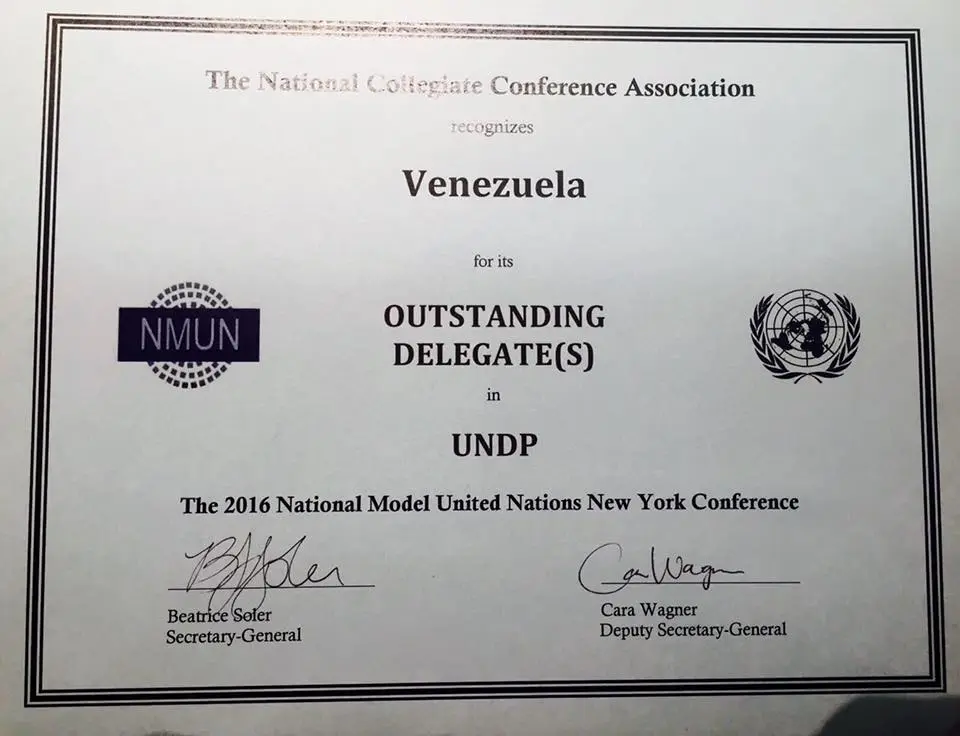 The National Collegiate Conference Association
recognizes
Venezuela
for its
NMUN
OUTSTANDING
DELEGATE(S)
in
UNDP
The 2016 National Model United Nations New York Conference
Beatrice Soler
Secretary-General
Cara Wagner
Deputy Secretary-General